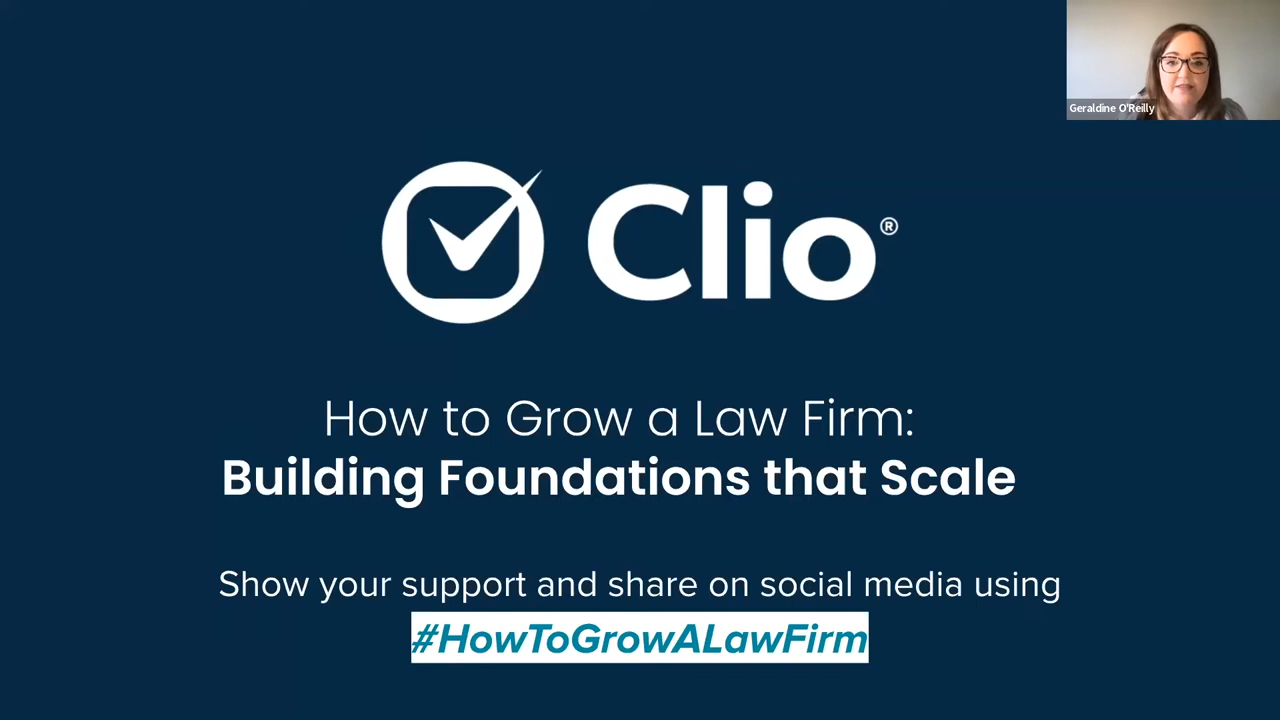 Geraldine O'Reilly
Clio®
How to Grow a Law Firm:
Building Foundations that Scale
Show your support and share on social media using
#HowToGrowALawFirm